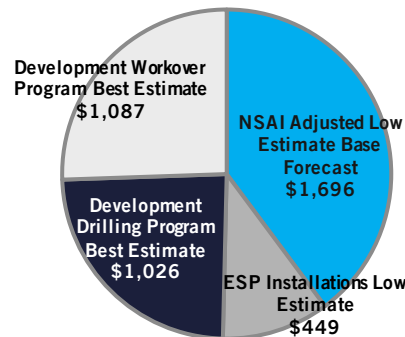 Development Workover
Program Best Estimate
$1,087
NSAI Adjusted Low
Estimate Base
Forecast
$1,696
Development
Drilling Program
Best Estimate
$1,026
ESP Installations Low
Estimate
$449